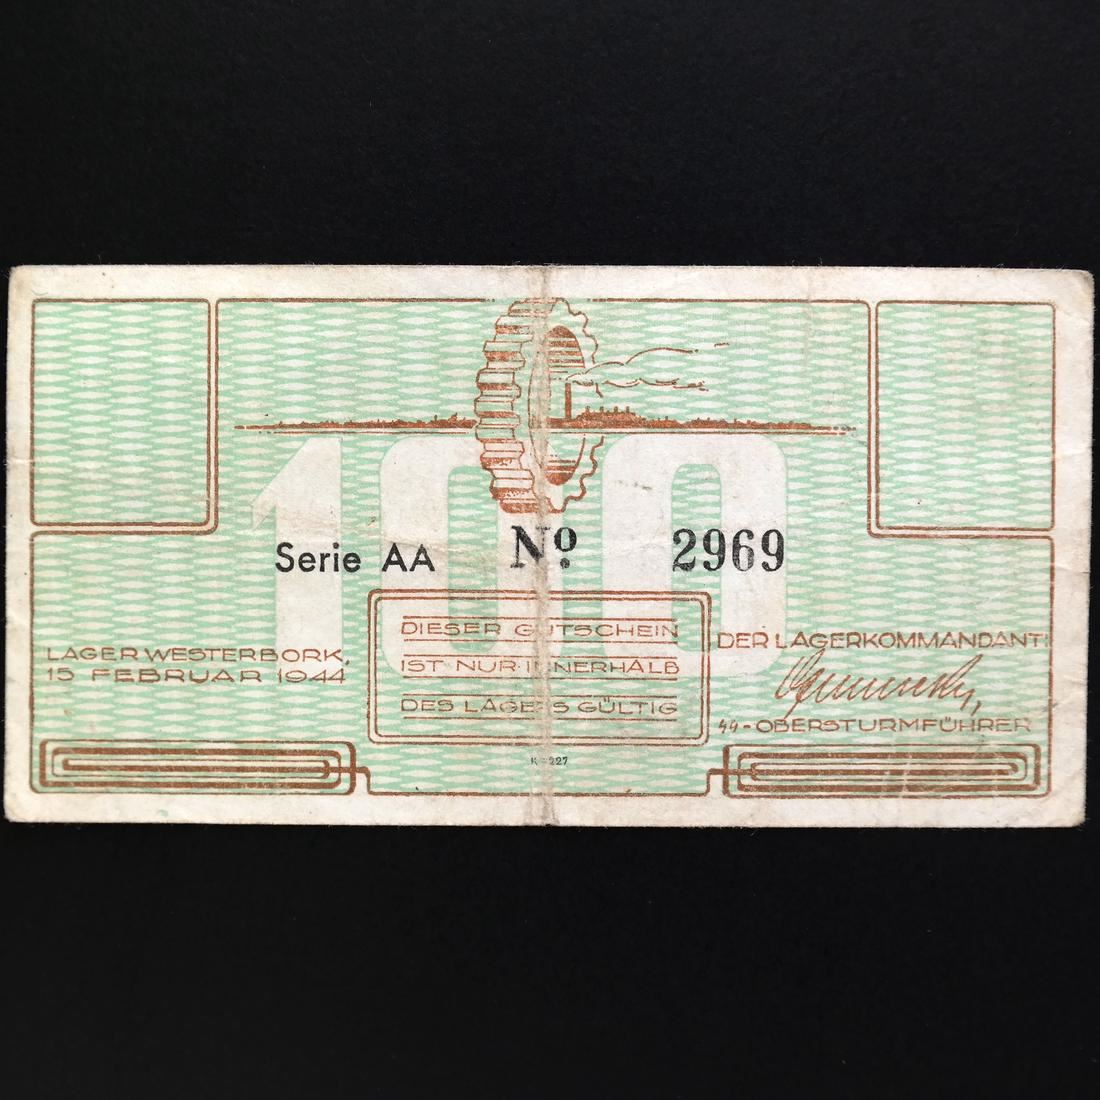 100
Serie AA Nº 2969
LAGER WESTERBORK,
15 FEBRUAR 1944
DIESER GUTSCHEIN
IST NUR INNERHALB
DES LAGERS GÜLTIG
DER LAGERKOMMANDANT:
Gemmeker,
SS-OBERSTURMFÜHRER